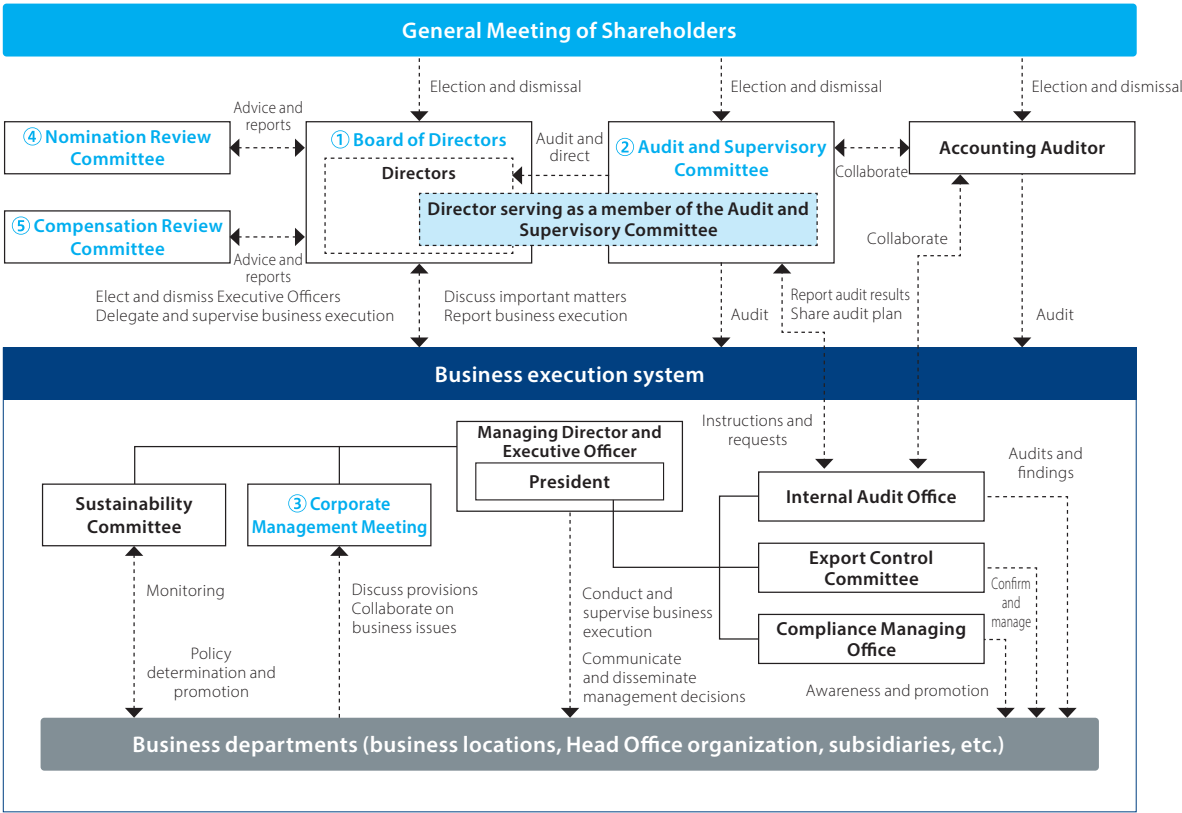 General Meeting of Shareholders
Election and dismissal
Election and dismissal
Election and dismissal
④ Nomination Review
Committee
Advice and
reports
① Board of Directors
Directors
Audit and
direct
② Audit and Supervisory
Committee
Collaborate
Accounting Auditor
Director serving as a member of the Audit and
Supervisory Committee
⑤ Compensation Review
Committee
Advice and
reports
Collaborate
Elect and dismiss Executive Officers
Delegate and supervise business execution
Discuss important matters
Report business execution
Audit
Report audit results
Share audit plan
Audit
Business execution system
Managing Director and
Executive Officer
President
Instructions and
requests
Audits and
findings
Sustainability
Committee
③ Corporate
Management Meeting
Internal Audit Office
Export Control
Committee
Confirm
and
manage
Compliance Managing
Office
Monitoring
Policy
determination and
promotion
Discuss provisions
Collaborate on
business issues
Conduct and
supervise business
execution
Communicate
and disseminate
management decisions
Awareness and promotion
Business departments (business locations, Head Office organization, subsidiaries, etc.)